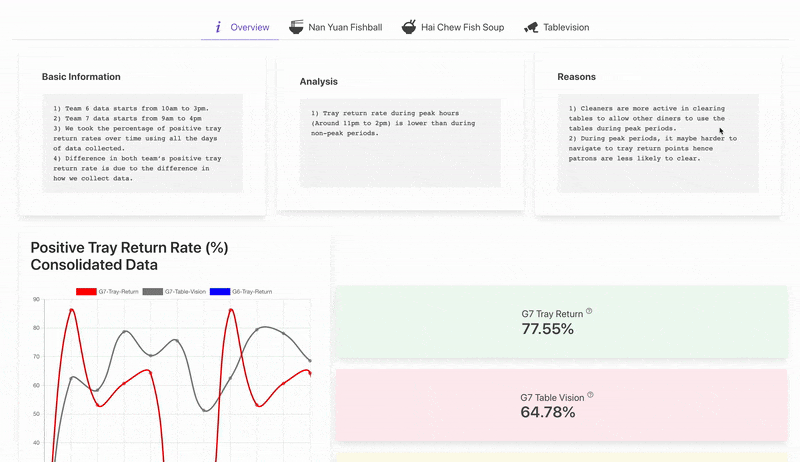 Overview
Nan Yuan Fishball
Hai Chew Fish Soup
Tablevision
Basic Information
1) Team 6 data starts from 10am to 3pm.
2) Team 7 data starts from 9am to 4pm
3) We took the percentage of positive tray
return rates over time using all the days
of data collected.
4) Difference in both team's positive tray
return rate is due to the difference in
how we collect data.
Analysis
1) Tray return rate during peak hours
(Around 11pm to 2pm) is lower than during
non-peak periods.
Reasons
1) Cleaners are more active in clearing
tables to allow other diners to use the
tables during peak periods.
2) During peak periods, it maybe harder to
navigate to tray return points hence
patrons are less likely to clear.
Positive Tray Return Rate (%)
Consolidated Data
G7-Tray-Return
G7-Table-Vision
G6-Tray-Return
90
80
70
60
50
40
G7 Tray Return
77.55%
G7 Table Vision
64.78%